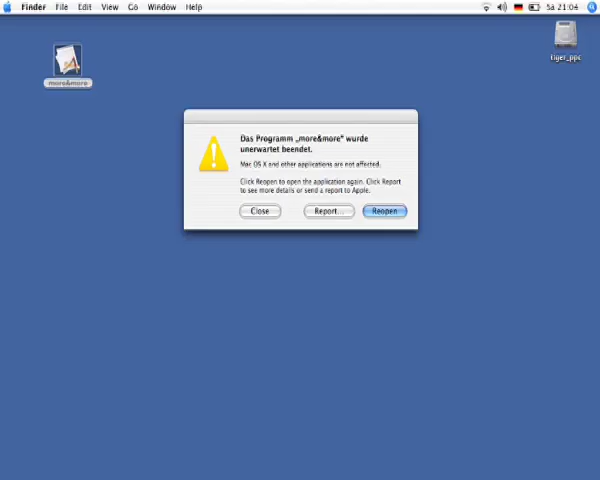 Finder File Edit View Go Window Help Sa 21:04
tiger_ppc
more&more
Das Programm „more&more“ wurde
unerwartet beendet.
Mac OS X and other applications are not affected.
Click Reopen to open the application again. Click Report
to see more details or send a report to Apple.
Close Report... Reopen